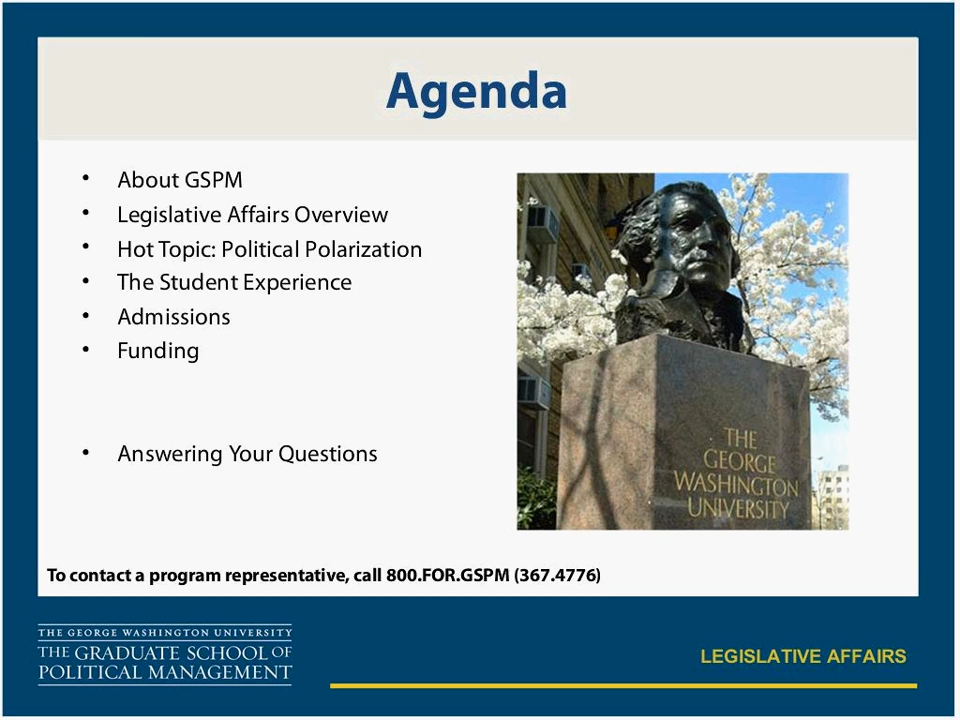 Agenda
• About GSPM
• Legislative Affairs Overview
• Hot Topic: Political Polarization
• The Student Experience
• Admissions
• Funding
• Answering Your Questions
THE
GEORGE
WASHINGTON
UNIVERSITY
To contact a program representative, call 800.FOR.GSPM (367.4776)
THE GEORGE WASHINGTON UNIVERSITY
THE GRADUATE SCHOOL OF
POLITICAL MANAGEMENT
LEGISLATIVE AFFAIRS